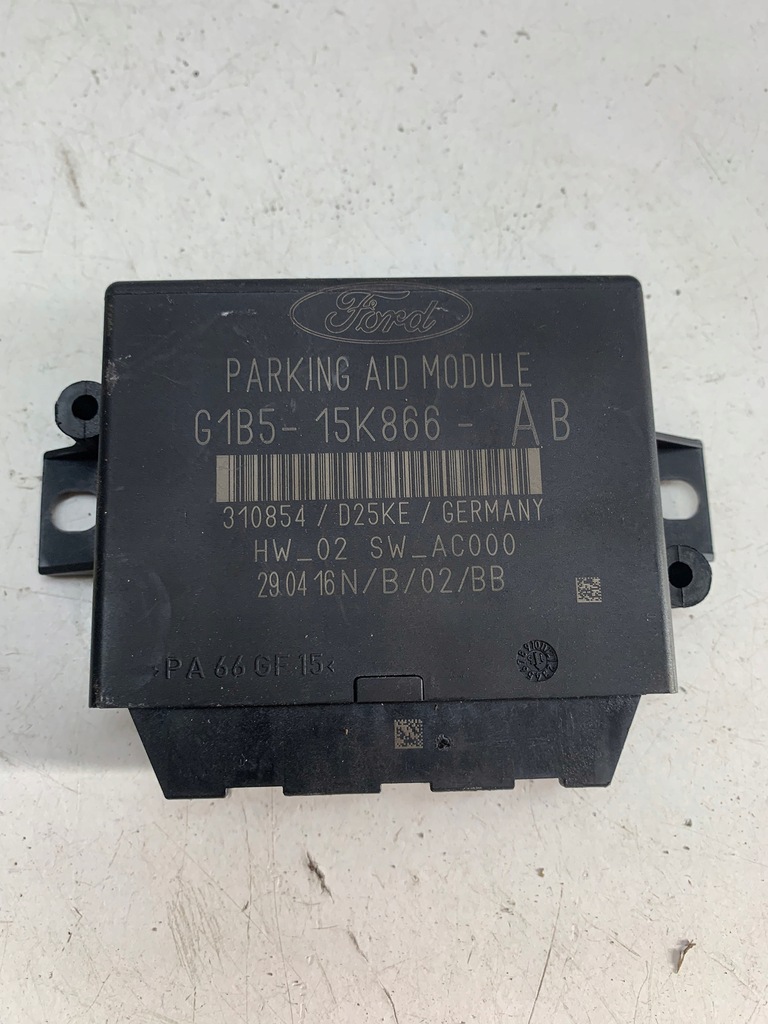 Ford
PARKING AID MODULE
G1B5- 15K866 - AB
310854 / D25KE / GERMANY
HW_02 SW_AC000
29.04.16 N/B/02/BB
>PA 66 GF 15<